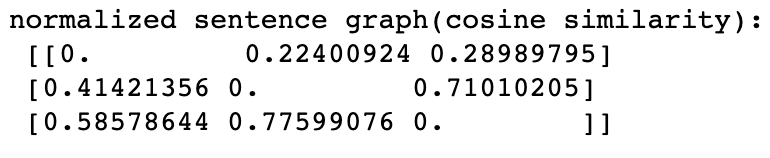 normalized sentence graph(cosine similarity):
[[0.         0.22400924 0.28989795]
[0.41421356 0.         0.71010205]
[0.58578644 0.77599076 0.        ]]